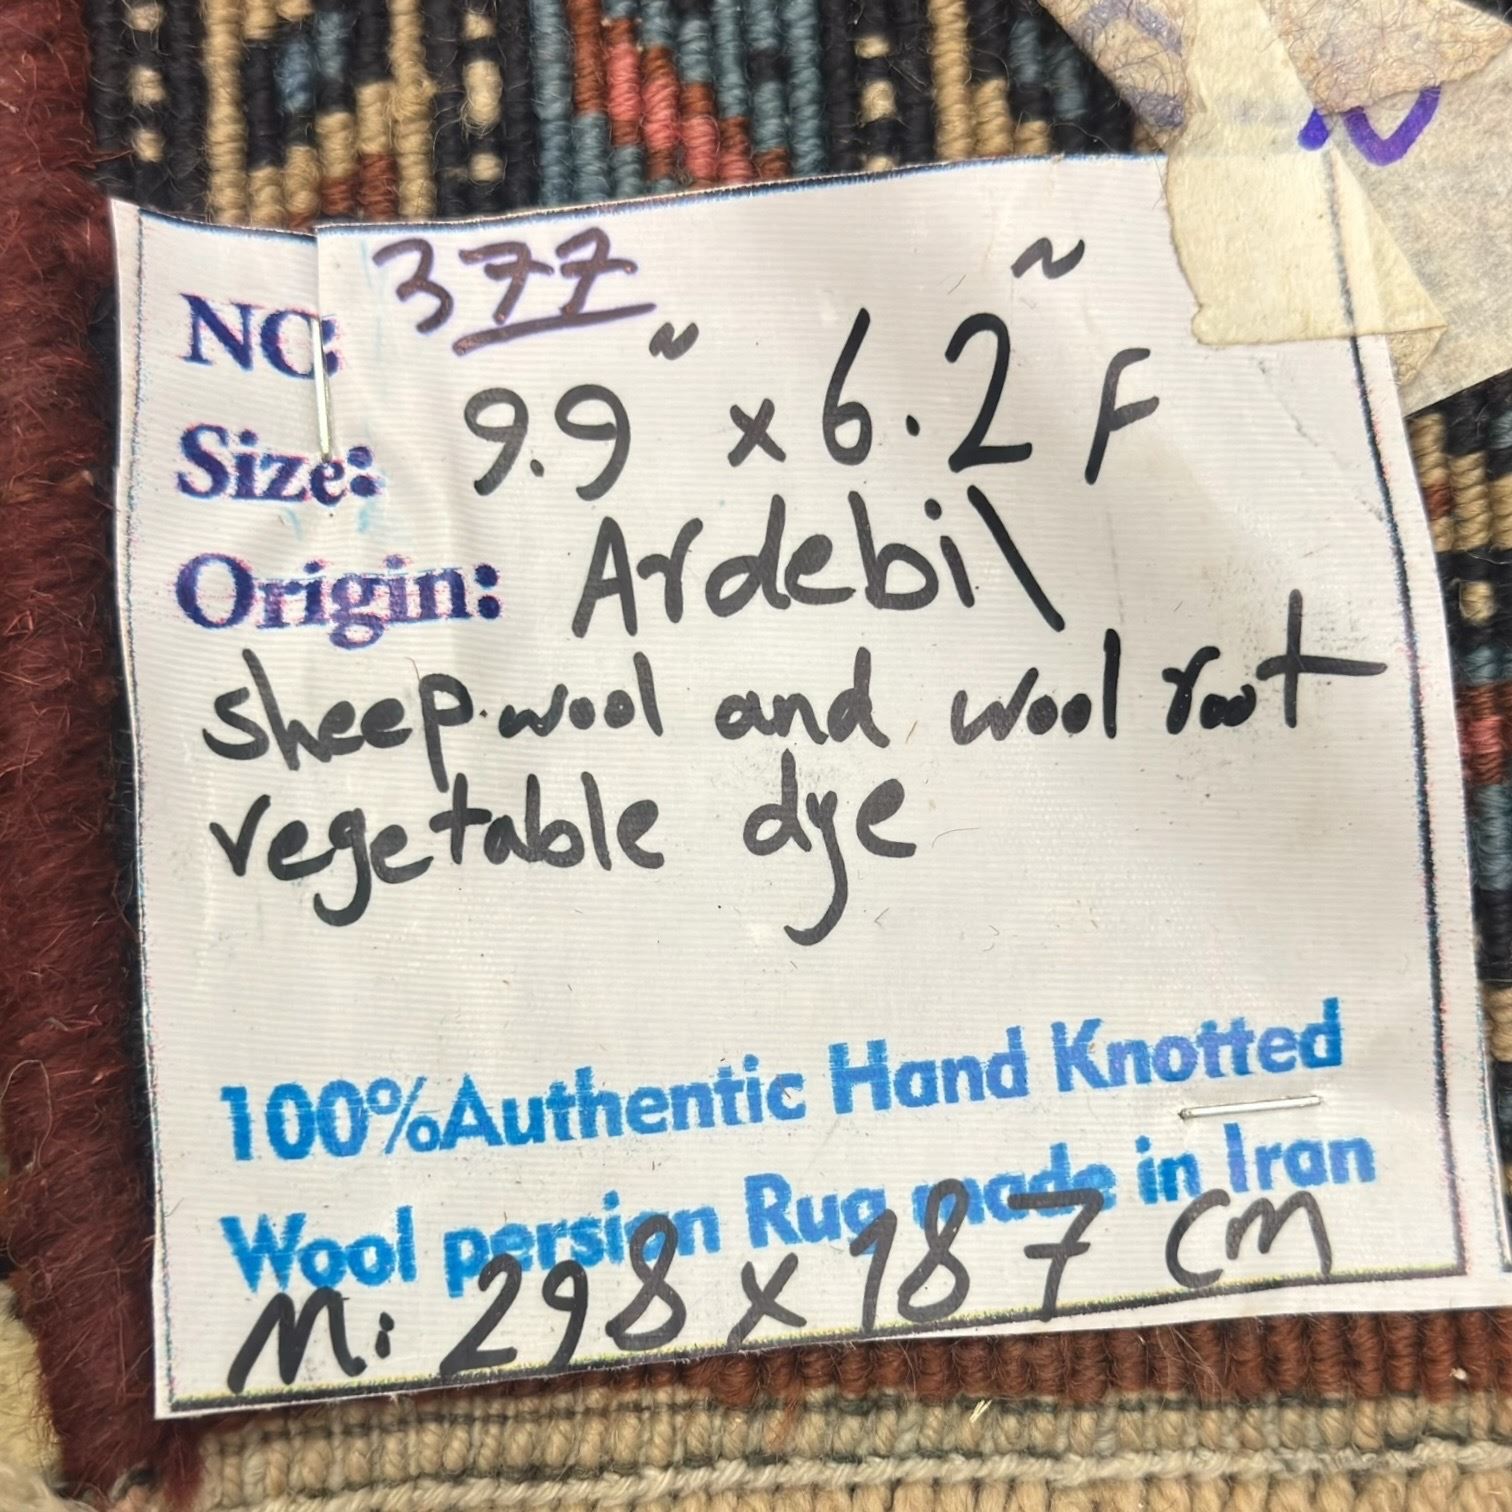 NO: 377
Size: 9.9" x 6.2" F
Origin: Ardebil
sheep wool and wool root
vegetable dye
100%Authentic Hand Knotted
Wool persian Rug made in Iran
M: 298 x 187 cm